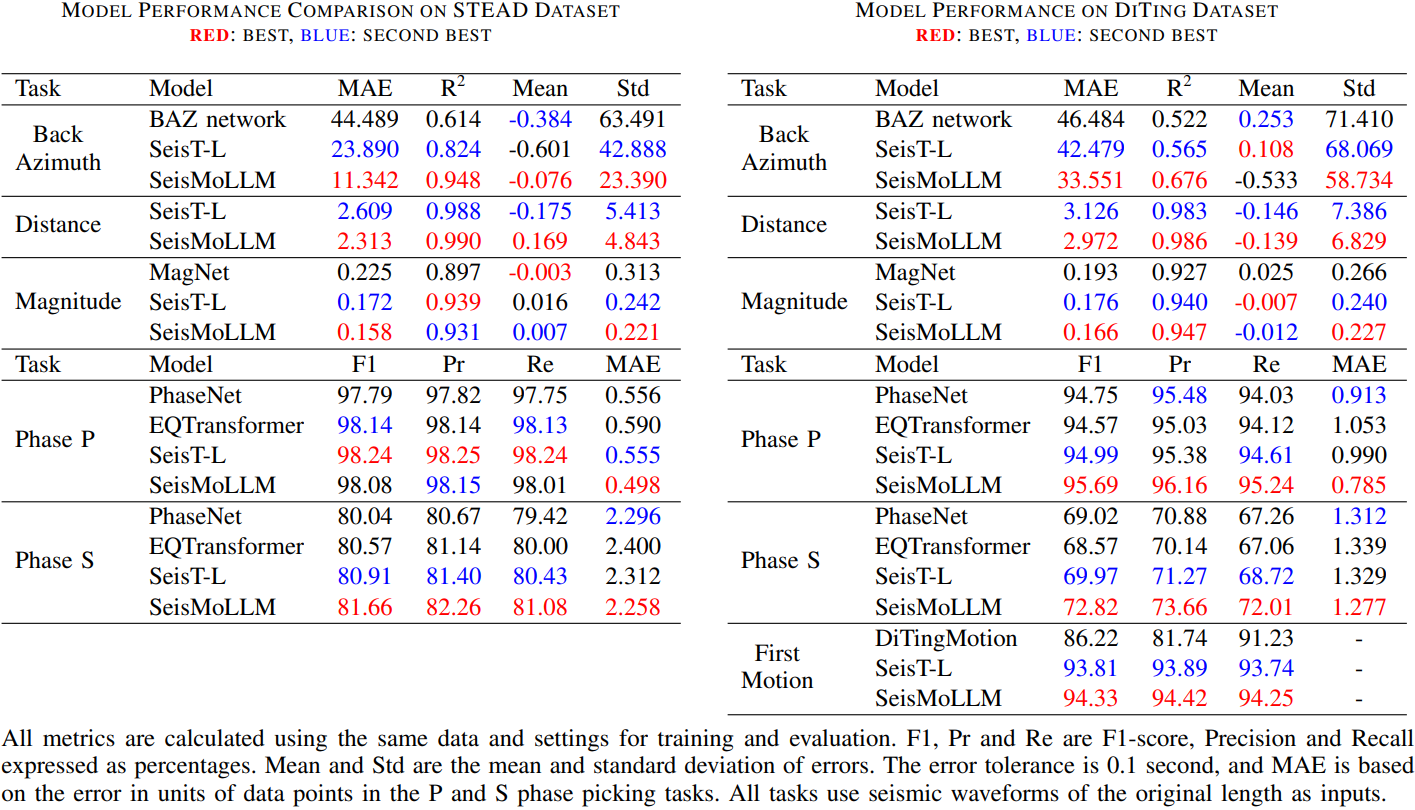 MODEL PERFORMANCE COMPARISON ON STEAD DATASET
RED: BEST, BLUE: SECOND BEST
Task Model MAE R² Mean Std
Back Azimuth BAZ network 44.489 0.614 -0.384 63.491
SeisT-L 23.890 0.824 -0.601 42.888
SeisMoLLM 11.342 0.948 -0.076 23.390
Distance SeisT-L 2.609 0.988 -0.175 5.413
SeisMoLLM 2.313 0.990 0.169 4.843
Magnitude MagNet 0.225 0.897 -0.003 0.313
SeisT-L 0.172 0.939 0.016 0.242
SeisMoLLM 0.158 0.931 0.007 0.221
Task Model F1 Pr Re MAE
Phase P PhaseNet 97.79 97.82 97.75 0.556
EQTransformer 98.14 98.14 98.13 0.590
SeisT-L 98.24 98.25 98.24 0.555
SeisMoLLM 98.08 98.15 98.01 0.498
Phase S PhaseNet 80.04 80.67 79.42 2.296
EQTransformer 80.57 81.14 80.00 2.400
SeisT-L 80.91 81.40 80.43 2.312
SeisMoLLM 81.66 82.26 81.08 2.258
MODEL PERFORMANCE ON DITING DATASET
RED: BEST, BLUE: SECOND BEST
Task Model MAE R² Mean Std
Back Azimuth BAZ network 46.484 0.522 0.253 71.410
SeisT-L 42.479 0.565 0.108 68.069
SeisMoLLM 33.551 0.676 -0.533 58.734
Distance SeisT-L 3.126 0.983 -0.146 7.386
SeisMoLLM 2.972 0.986 -0.139 6.829
Magnitude MagNet 0.193 0.927 0.025 0.266
SeisT-L 0.176 0.940 -0.007 0.240
SeisMoLLM 0.166 0.947 -0.012 0.227
Task Model F1 Pr Re MAE
Phase P PhaseNet 94.75 95.48 94.03 0.913
EQTransformer 94.57 95.03 94.12 1.053
SeisT-L 94.99 95.38 94.61 0.990
SeisMoLLM 95.69 96.16 95.24 0.785
Phase S PhaseNet 69.02 70.88 67.26 1.312
EQTransformer 68.57 70.14 67.06 1.339
SeisT-L 69.97 71.27 68.72 1.329
SeisMoLLM 72.82 73.66 72.01 1.277
First Motion DiTingMotion 86.22 81.74 91.23 -
SeisT-L 93.81 93.89 93.74 -
SeisMoLLM 94.33 94.42 94.25 -
All metrics are calculated using the same data and settings for training and evaluation. F1, Pr and Re are F1-score, Precision and Recall
expressed as percentages. Mean and Std are the mean and standard deviation of errors. The error tolerance is 0.1 second, and MAE is based
on the error in units of data points in the P and S phase picking tasks. All tasks use seismic waveforms of the original length as inputs.